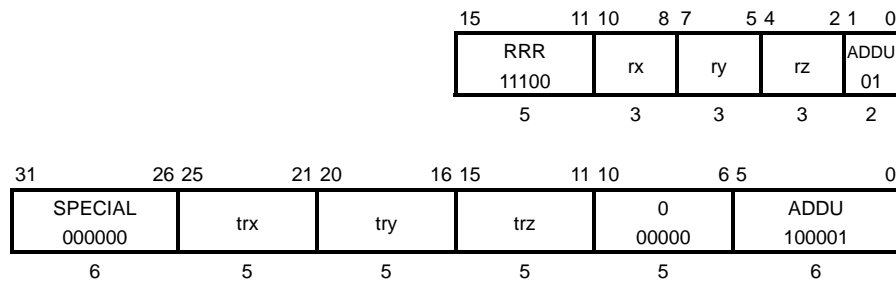 15 11 10 8 7 5 4 2 1 0
RRR rx ry rz ADDU
11100 01
5 3 3 3 2
31 26 25 21 20 16 15 11 10 6 5 0
SPECIAL trx try trz 0 ADDU
000000 00000 100001
6 5 5 5 5 6